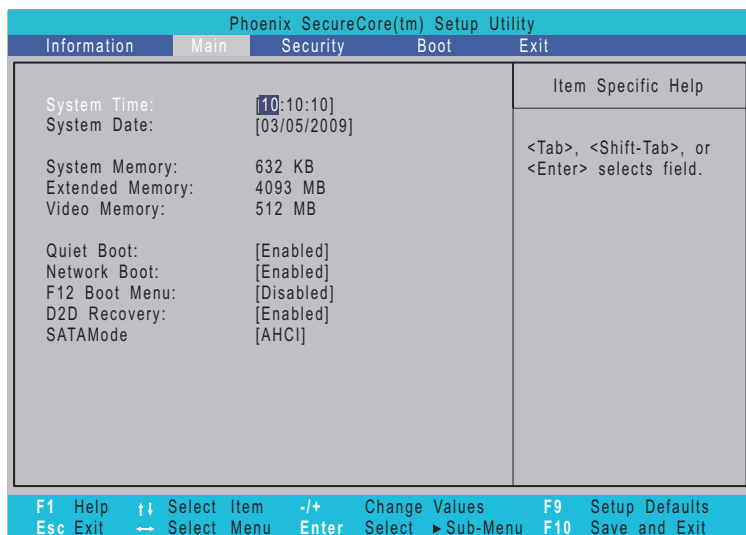 Phoenix SecureCore(tm) Setup Utility
Information Main Security Boot Exit
Item Specific Help
System Time: [10:10:10]
System Date: [03/05/2009]
<Tab>, <Shift-Tab>, or
<Enter> selects field.
System Memory: 632 KB
Extended Memory: 4093 MB
Video Memory: 512 MB
Quiet Boot: [Enabled]
Network Boot: [Enabled]
F12 Boot Menu: [Disabled]
D2D Recovery: [Enabled]
SATAMode [AHCI]
F1 Help ↑↓ Select Item -/+ Change Values F9 Setup Defaults
Esc Exit ↔ Select Menu Enter Select ▶ Sub-Menu F10 Save and Exit